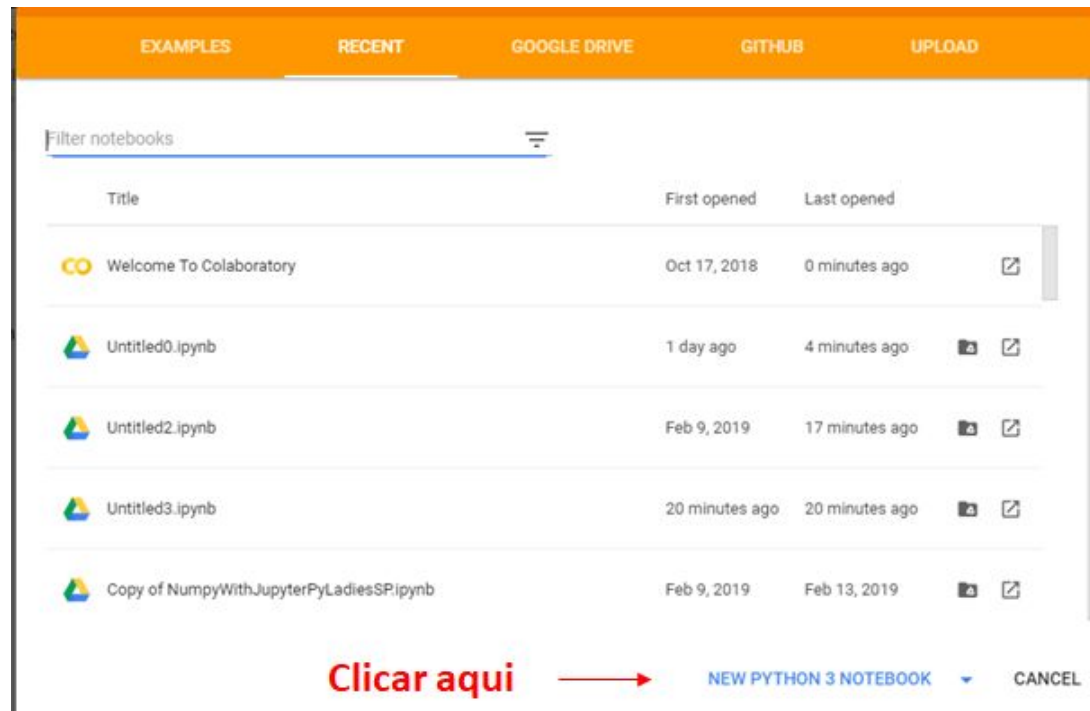 EXAMPLES RECENT GOOGLE DRIVE GITHUB UPLOAD
Filter notebooks
Title First opened Last opened
CO Welcome To Colaboratory Oct 17, 2018 0 minutes ago
Untitled0.ipynb 1 day ago 4 minutes ago
Untitled2.ipynb Feb 9, 2019 17 minutes ago
Untitled3.ipynb 20 minutes ago 20 minutes ago
Copy of NumpyWithJupyterPyLadiesSP.ipynb Feb 9, 2019 Feb 13, 2019
Clicar aqui NEW PYTHON 3 NOTEBOOK CANCEL